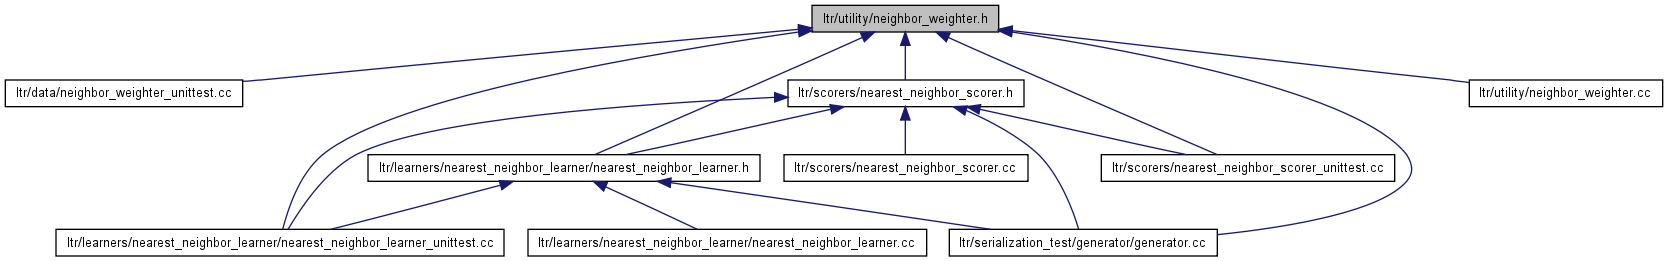 ltr/utility/neighbor_weighter.h
ltr/data/neighbor_weighter_unittest.cc
ltr/scorers/nearest_neighbor_scorer.h
ltr/utility/neighbor_weighter.cc
ltr/learners/nearest_neighbor_learner/nearest_neighbor_learner.h
ltr/scorers/nearest_neighbor_scorer.cc
ltr/scorers/nearest_neighbor_scorer_unittest.cc
ltr/learners/nearest_neighbor_learner/nearest_neighbor_learner_unittest.cc
ltr/learners/nearest_neighbor_learner/nearest_neighbor_learner.cc
ltr/serialization_test/generator/generator.cc